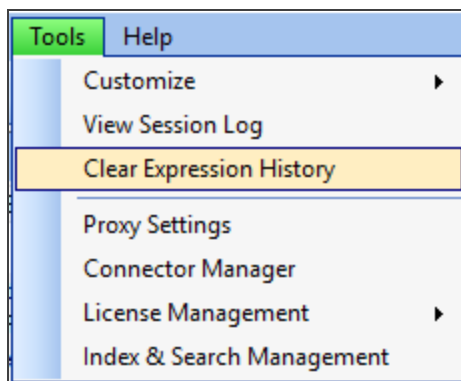 Tools Help
Customize
View Session Log
Clear Expression History
Proxy Settings
Connector Manager
License Management
Index & Search Management